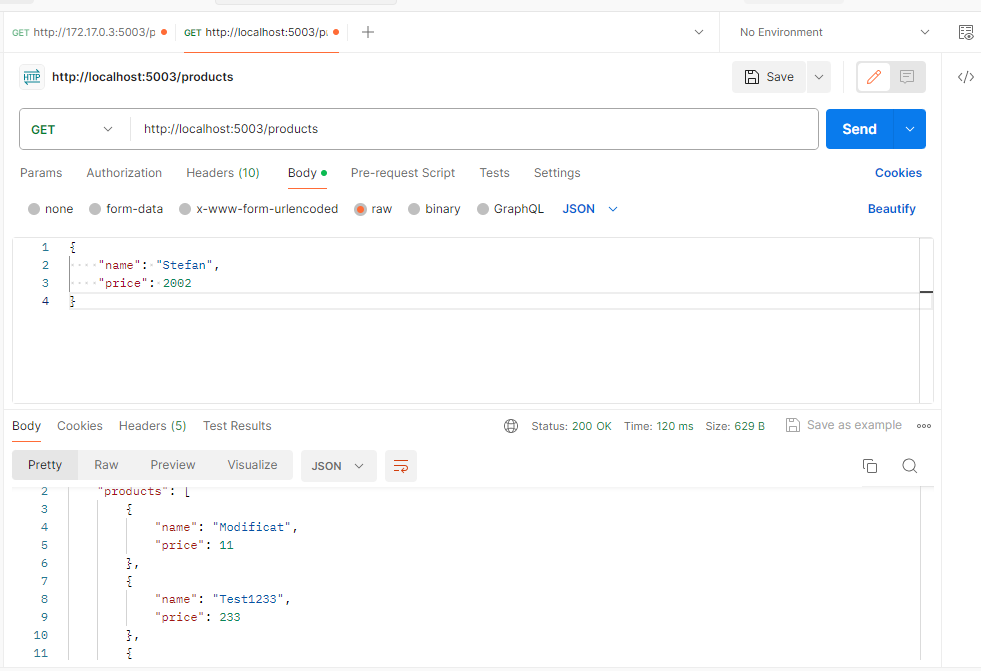 GET http://172.17.0.3:5003/p GET http://localhost:5003/p No Environment
HTTP http://localhost:5003/products Save
GET http://localhost:5003/products Send
Params Authorization Headers (10) Body Pre-request Script Tests Settings Cookies
none form-data x-www-form-urlencoded raw binary GraphQL JSON Beautify
1 {
2 "name": "Stefan",
3 "price": 2002
4 }
Body Cookies Headers (5) Test Results Status: 200 OK Time: 120 ms Size: 629 B Save as example
Pretty Raw Preview Visualize JSON
2 "products": [
3 {
4 "name": "Modificat",
5 "price": 11
6 },
7 {
8 "name": "Test1233",
9 "price": 233
10 },
11 {